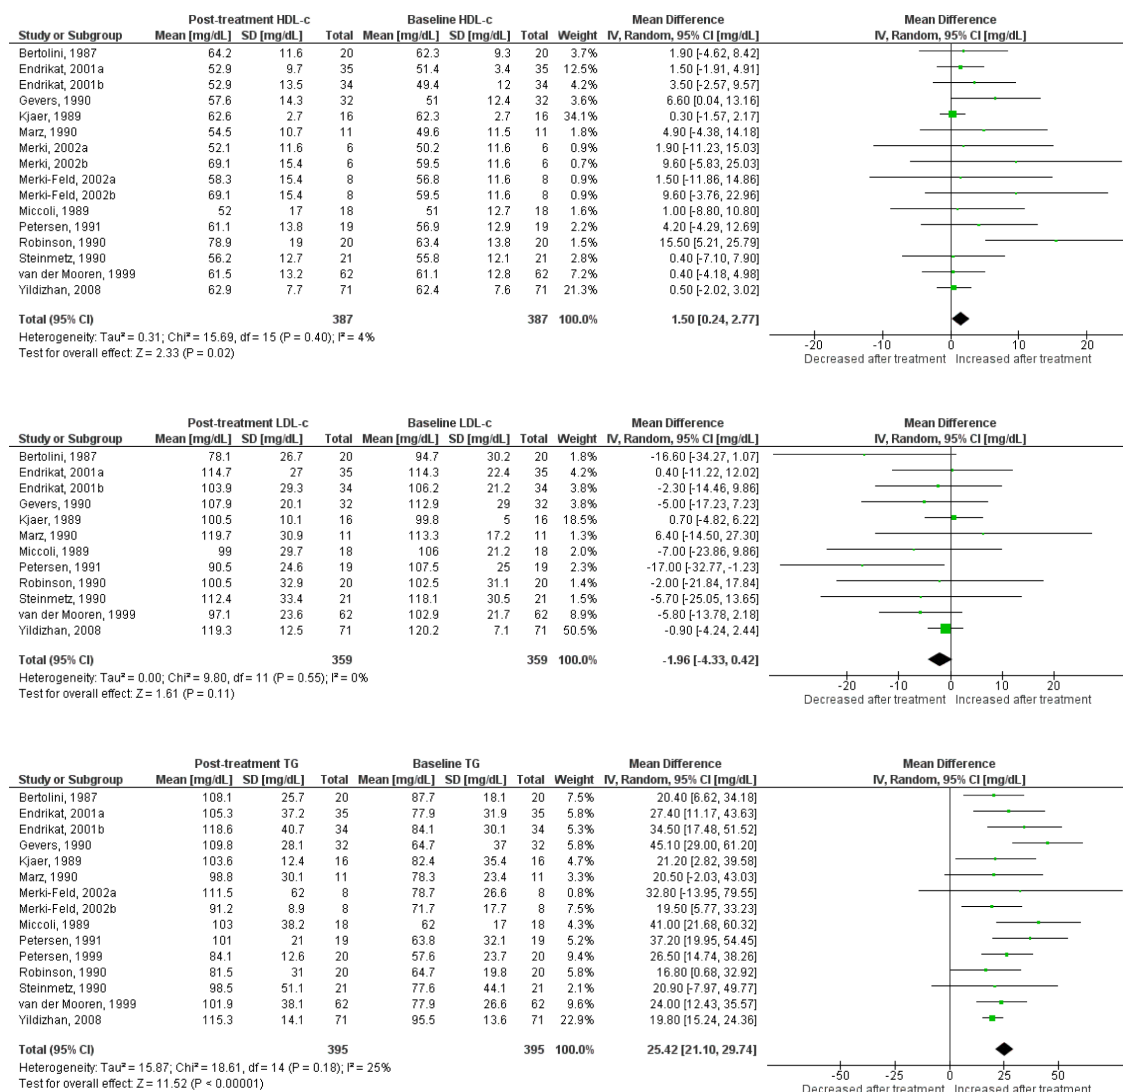 Post-treatment HDL-c Baseline HDL-c Mean Difference Mean Difference
Study or Subgroup Mean [mg/dL] SD [mg/dL] Total Mean [mg/dL] SD [mg/dL] Total Weight IV, Random, 95% CI [mg/dL] IV, Random, 95% CI [mg/dL]
Bertolini, 1987 64.2 11.6 20 62.3 9.3 20 3.7% 1.90 [-4.62, 8.42]
Endrikat, 2001a 52.9 9.7 35 51.4 3.4 35 12.5% 1.50 [-1.91, 4.91]
Endrikat, 2001b 52.9 13.5 34 49.4 12 34 4.2% 3.50 [-2.57, 9.57]
Gevers, 1990 57.6 14.3 32 51 12.4 32 3.6% 6.60 [0.04, 13.16]
Kjaer, 1989 62.6 2.7 16 62.3 2.7 16 34.1% 0.30 [-1.57, 2.17]
Marz, 1990 54.5 10.7 11 49.6 11.5 11 1.8% 4.90 [-4.38, 14.18]
Merki, 2002a 52.1 11.6 6 50.2 11.6 6 0.9% 1.90 [-11.23, 15.03]
Merki, 2002b 69.1 15.4 6 59.5 11.6 6 0.7% 9.60 [-5.83, 25.03]
Merki-Feld, 2002a 58.3 15.4 8 56.8 11.6 8 0.9% 1.50 [-11.86, 14.86]
Merki-Feld, 2002b 69.1 15.4 8 59.5 11.6 8 0.9% 9.60 [-3.76, 22.96]
Miccoli, 1989 52 17 18 51 12.7 18 1.6% 1.00 [-8.80, 10.80]
Petersen, 1991 61.1 13.8 19 56.9 12.9 19 2.2% 4.20 [-4.29, 12.69]
Robinson, 1990 78.9 19 20 63.4 13.8 20 1.5% 15.50 [5.21, 25.79]
Steinmetz, 1990 56.2 12.7 21 55.8 12.1 21 2.8% 0.40 [-7.10, 7.90]
van der Mooren, 1999 61.5 13.2 62 61.1 12.8 62 7.2% 0.40 [-4.18, 4.98]
Yildizhan, 2008 62.9 7.7 71 62.4 7.6 71 21.3% 0.50 [-2.02, 3.02]
Total (95% CI) 387 387 100.0% 1.50 [0.24, 2.77]
Heterogeneity: Tau² = 0.31; Chi² = 15.69, df = 15 (P = 0.40); I² = 4%
Test for overall effect: Z = 2.33 (P = 0.02)
-20 -10 0 10 20
Decreased after treatment Increased after treatment
Post-treatment LDL-c Baseline LDL-c Mean Difference Mean Difference
Study or Subgroup Mean [mg/dL] SD [mg/dL] Total Mean [mg/dL] SD [mg/dL] Total Weight IV, Random, 95% CI [mg/dL] IV, Random, 95% CI [mg/dL]
Bertolini, 1987 78.1 26.7 20 94.7 30.2 20 1.8% -16.60 [-34.27, 1.07]
Endrikat, 2001a 114.7 27 35 114.3 22.4 35 4.2% 0.40 [-11.22, 12.02]
Endrikat, 2001b 103.9 29.3 34 106.2 21.2 34 3.8% -2.30 [-14.46, 9.86]
Gevers, 1990 107.9 20.1 32 112.9 29 32 3.8% -5.00 [-17.23, 7.23]
Kjaer, 1989 100.5 10.1 16 99.8 5 16 18.5% 0.70 [-4.82, 6.22]
Marz, 1990 119.7 30.9 11 113.3 17.2 11 1.3% 6.40 [-14.50, 27.30]
Miccoli, 1989 99 29.7 18 106 21.2 18 2.0% -7.00 [-23.86, 9.86]
Petersen, 1991 90.5 24.6 19 107.5 25 19 2.3% -17.00 [-32.77, -1.23]
Robinson, 1990 100.5 32.9 20 102.5 31.1 20 1.4% -2.00 [-21.84, 17.84]
Steinmetz, 1990 112.4 33.4 21 118.1 30.5 21 1.5% -5.70 [-25.05, 13.65]
van der Mooren, 1999 97.1 23.6 62 102.9 21.7 62 8.9% -5.80 [-13.78, 2.18]
Yildizhan, 2008 119.3 12.5 71 120.2 7.1 71 50.5% -0.90 [-4.24, 2.44]
Total (95% CI) 359 359 100.0% -1.96 [-4.33, 0.42]
Heterogeneity: Tau² = 0.00; Chi² = 9.80, df = 11 (P = 0.55); I² = 0%
Test for overall effect: Z = 1.61 (P = 0.11)
-20 -10 0 10 20
Decreased after treatment Increased after treatment
Post-treatment TG Baseline TG Mean Difference Mean Difference
Study or Subgroup Mean [mg/dL] SD [mg/dL] Total Mean [mg/dL] SD [mg/dL] Total Weight IV, Random, 95% CI [mg/dL] IV, Random, 95% CI [mg/dL]
Bertolini, 1987 108.1 25.7 20 87.7 18.1 20 7.5% 20.40 [6.62, 34.18]
Endrikat, 2001a 105.3 37.2 35 77.9 31.9 35 5.8% 27.40 [11.17, 43.63]
Endrikat, 2001b 118.6 40.7 34 84.1 30.1 34 5.3% 34.50 [17.48, 51.52]
Gevers, 1990 109.8 28.1 32 64.7 37 32 5.9% 45.10 [29.00, 61.20]
Kjaer, 1989 103.6 12.4 16 82.4 35.4 16 4.7% 21.20 [2.82, 39.58]
Marz, 1990 98.8 30.1 11 78.3 23.4 11 3.3% 20.50 [-2.03, 43.03]
Merki-Feld, 2002a 111.5 62 8 78.7 26.6 8 0.8% 32.80 [-13.95, 79.55]
Merki-Feld, 2002b 91.2 8.9 8 71.7 17.7 8 7.5% 19.50 [5.77, 33.23]
Miccoli, 1989 103 38.2 18 62 17 18 4.3% 41.00 [21.68, 60.32]
Petersen, 1991 101 21 19 63.8 32.1 19 5.2% 37.20 [19.95, 54.45]
Petersen, 1999 84.1 12.6 20 57.6 23.7 20 9.4% 26.50 [14.74, 38.26]
Robinson, 1990 81.5 31 20 64.7 19.8 20 5.8% 16.80 [0.68, 32.92]
Steinmetz, 1990 98.5 51.1 21 77.6 44.1 21 2.1% 20.90 [-7.97, 49.77]
van der Mooren, 1999 101.9 38.1 62 77.9 26.6 62 9.6% 24.00 [12.43, 35.57]
Yildizhan, 2008 115.3 14.1 71 95.5 13.6 71 22.9% 19.80 [15.24, 24.36]
Total (95% CI) 395 395 100.0% 25.42 [21.10, 29.74]
Heterogeneity: Tau² = 15.87; Chi² = 18.61, df = 14 (P = 0.18); I² = 25%
Test for overall effect: Z = 11.52 (P < 0.00001)
-50 -25 0 25 50
Decreased after treatment Increased after treatment